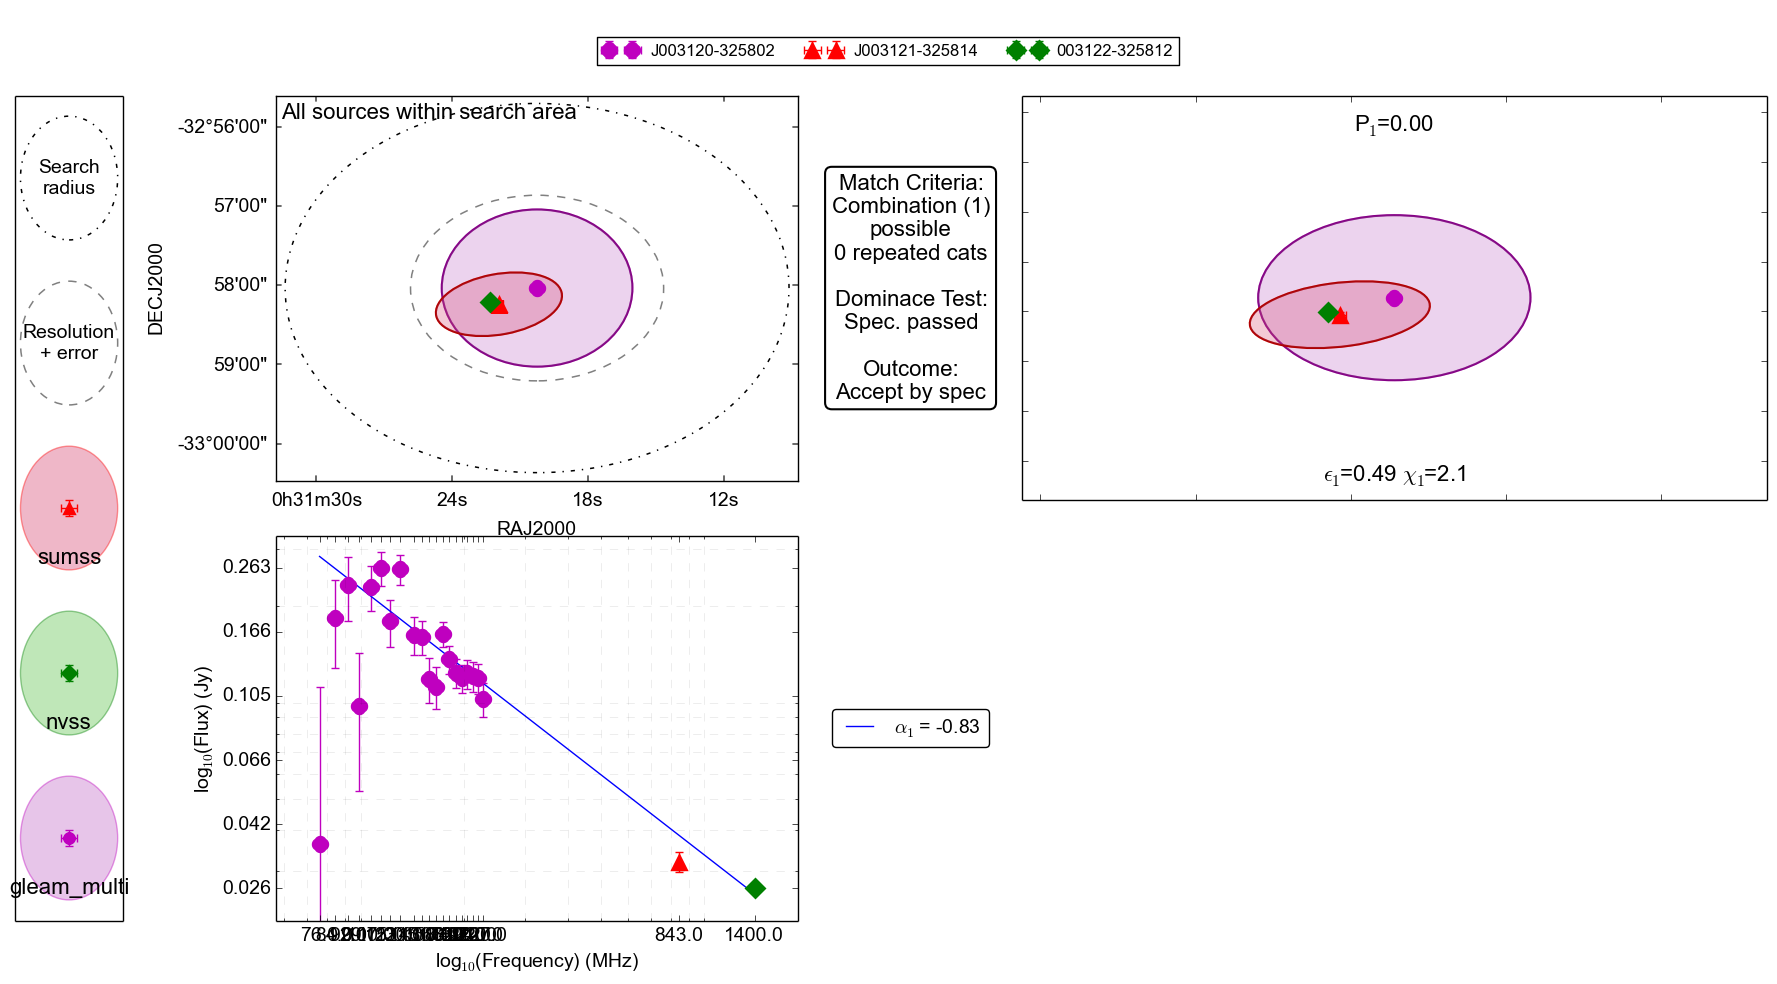 J003120-325802
J003121-325814
003122-325812
Search
radius
Resolution
+ error
sumss
nvss
gleam_multi
All sources within search area
DECJ2000
-32°56'00"
57'00"
58'00"
59'00"
-33°00'00"
0h31m30s
24s
18s
12s
RAJ2000
Match Criteria:
Combination (1)
possible
0 repeated cats
Dominace Test:
Spec. passed
Outcome:
Accept by spec
P1=0.00
ϵ1=0.49 χ1=2.1
log10(Flux) (Jy)
0.263
0.166
0.105
0.066
0.042
0.026
843.0
1400.0
log10(Frequency) (MHz)
α1 = -0.83